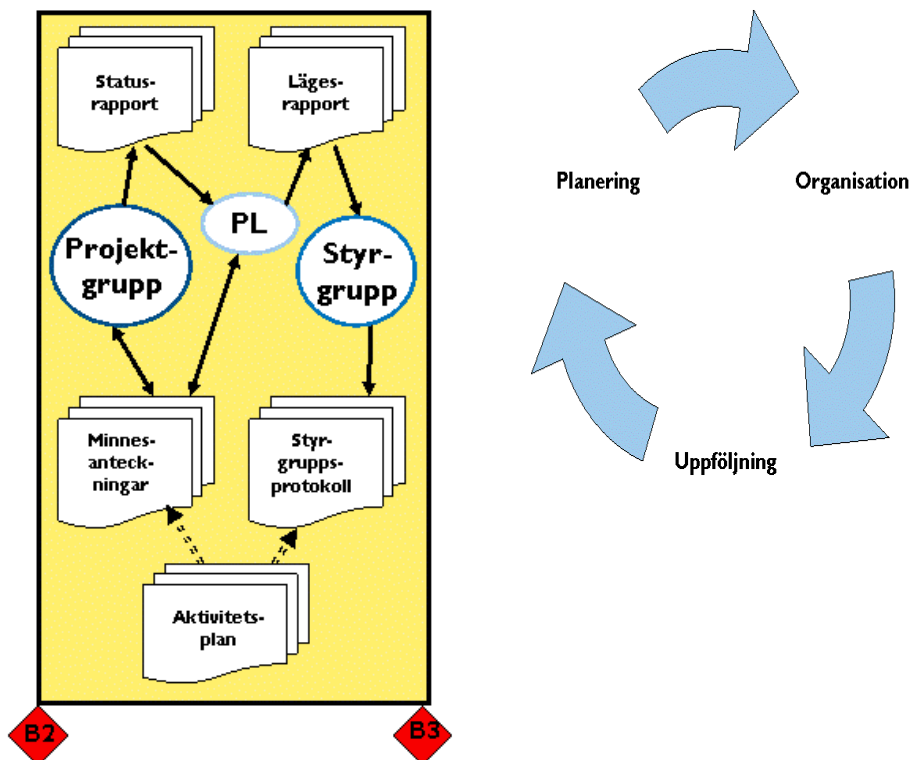 Status-
rapport
Läges-
rapport
PL
Projekt-
grupp
Styr-
grupp
Minnes-
anteck-
ningar
Styr-
grupps-
protokoll
Aktivitets-
plan
B2
B3
Planering
Organisation
Uppföljning